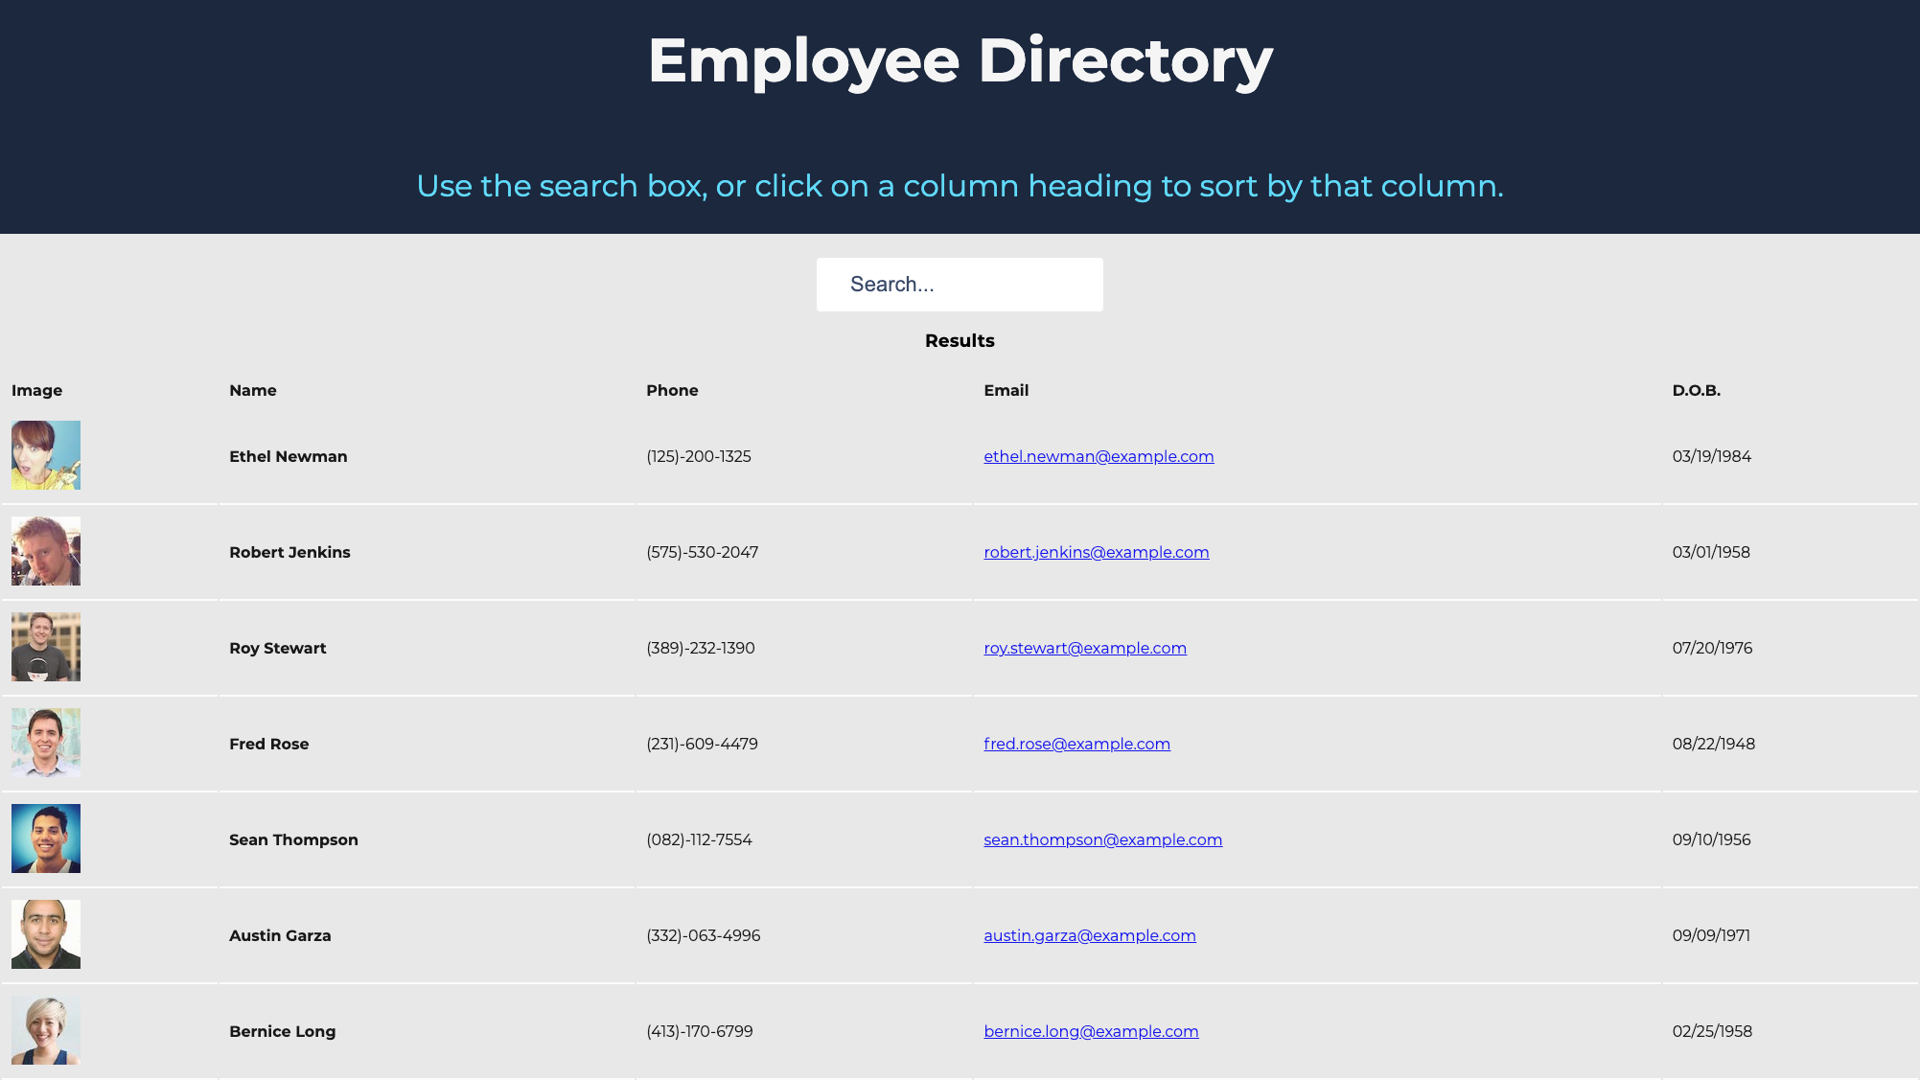 Employee Directory
Use the search box, or click on a column heading to sort by that column.
Search...
Results
Image Name Phone Email D.O.B.
Ethel Newman (125)-200-1325 ethel.newman@example.com 03/19/1984
Robert Jenkins (575)-530-2047 robert.jenkins@example.com 03/01/1958
Roy Stewart (389)-232-1390 roy.stewart@example.com 07/20/1976
Fred Rose (231)-609-4479 fred.rose@example.com 08/22/1948
Sean Thompson (082)-112-7554 sean.thompson@example.com 09/10/1956
Austin Garza (332)-063-4996 austin.garza@example.com 09/09/1971
Bernice Long (413)-170-6799 bernice.long@example.com 02/25/1958